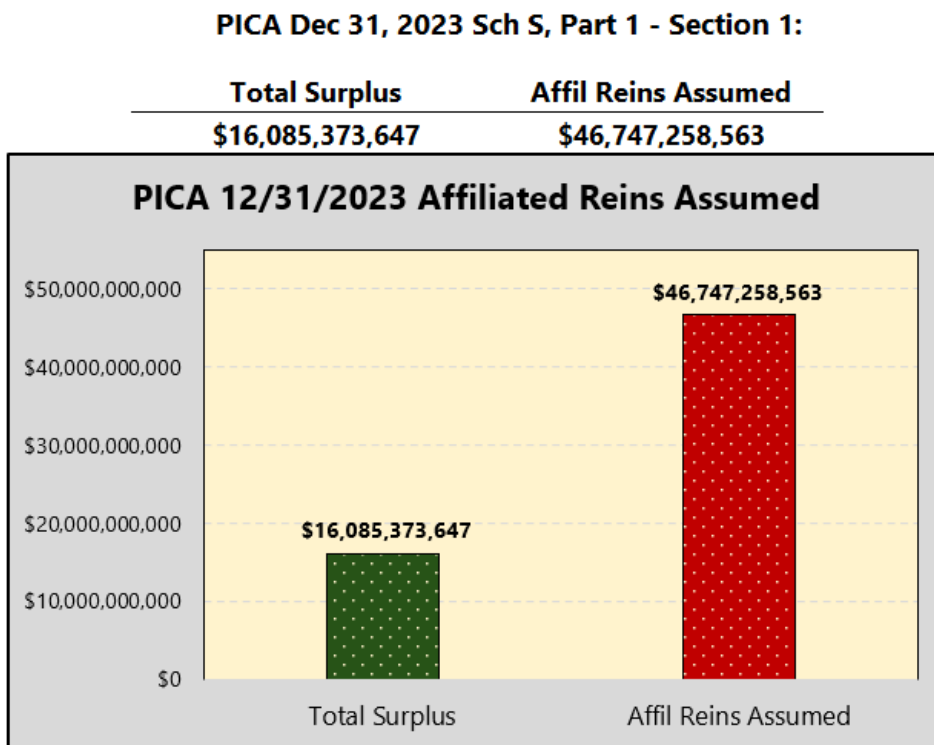 PICA Dec 31, 2023 Sch S, Part 1 - Section 1:
Total Surplus Affil Reins Assumed
$16,085,373,647 $46,747,258,563
PICA 12/31/2023 Affiliated Reins Assumed
$50,000,000,000
$46,747,258,563
$40,000,000,000
$30,000,000,000
$20,000,000,000
$16,085,373,647
$10,000,000,000
$0
Total Surplus Affil Reins Assumed